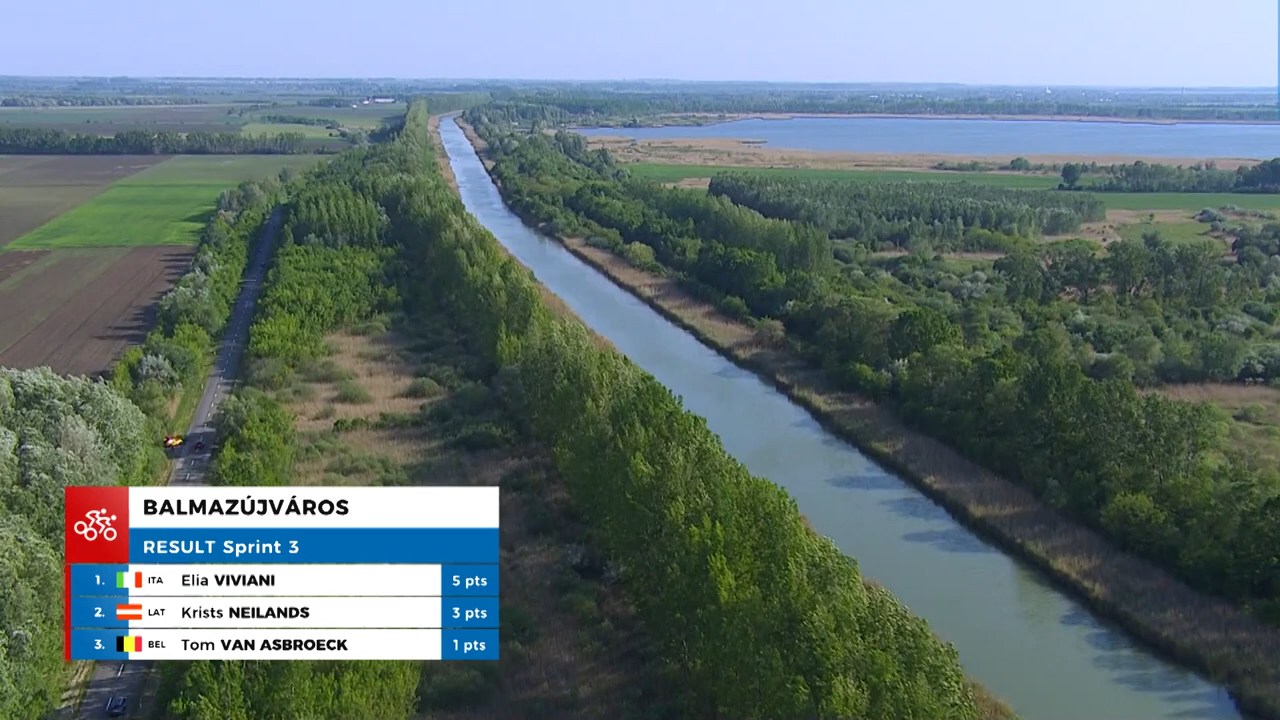 BALMAZÚJVÁROS
RESULT Sprint 3
1. ITA Elia VIVIANI 5 pts
2. LAT Krists NEILANDS 3 pts
3. BEL Tom VAN ASBROECK 1 pts